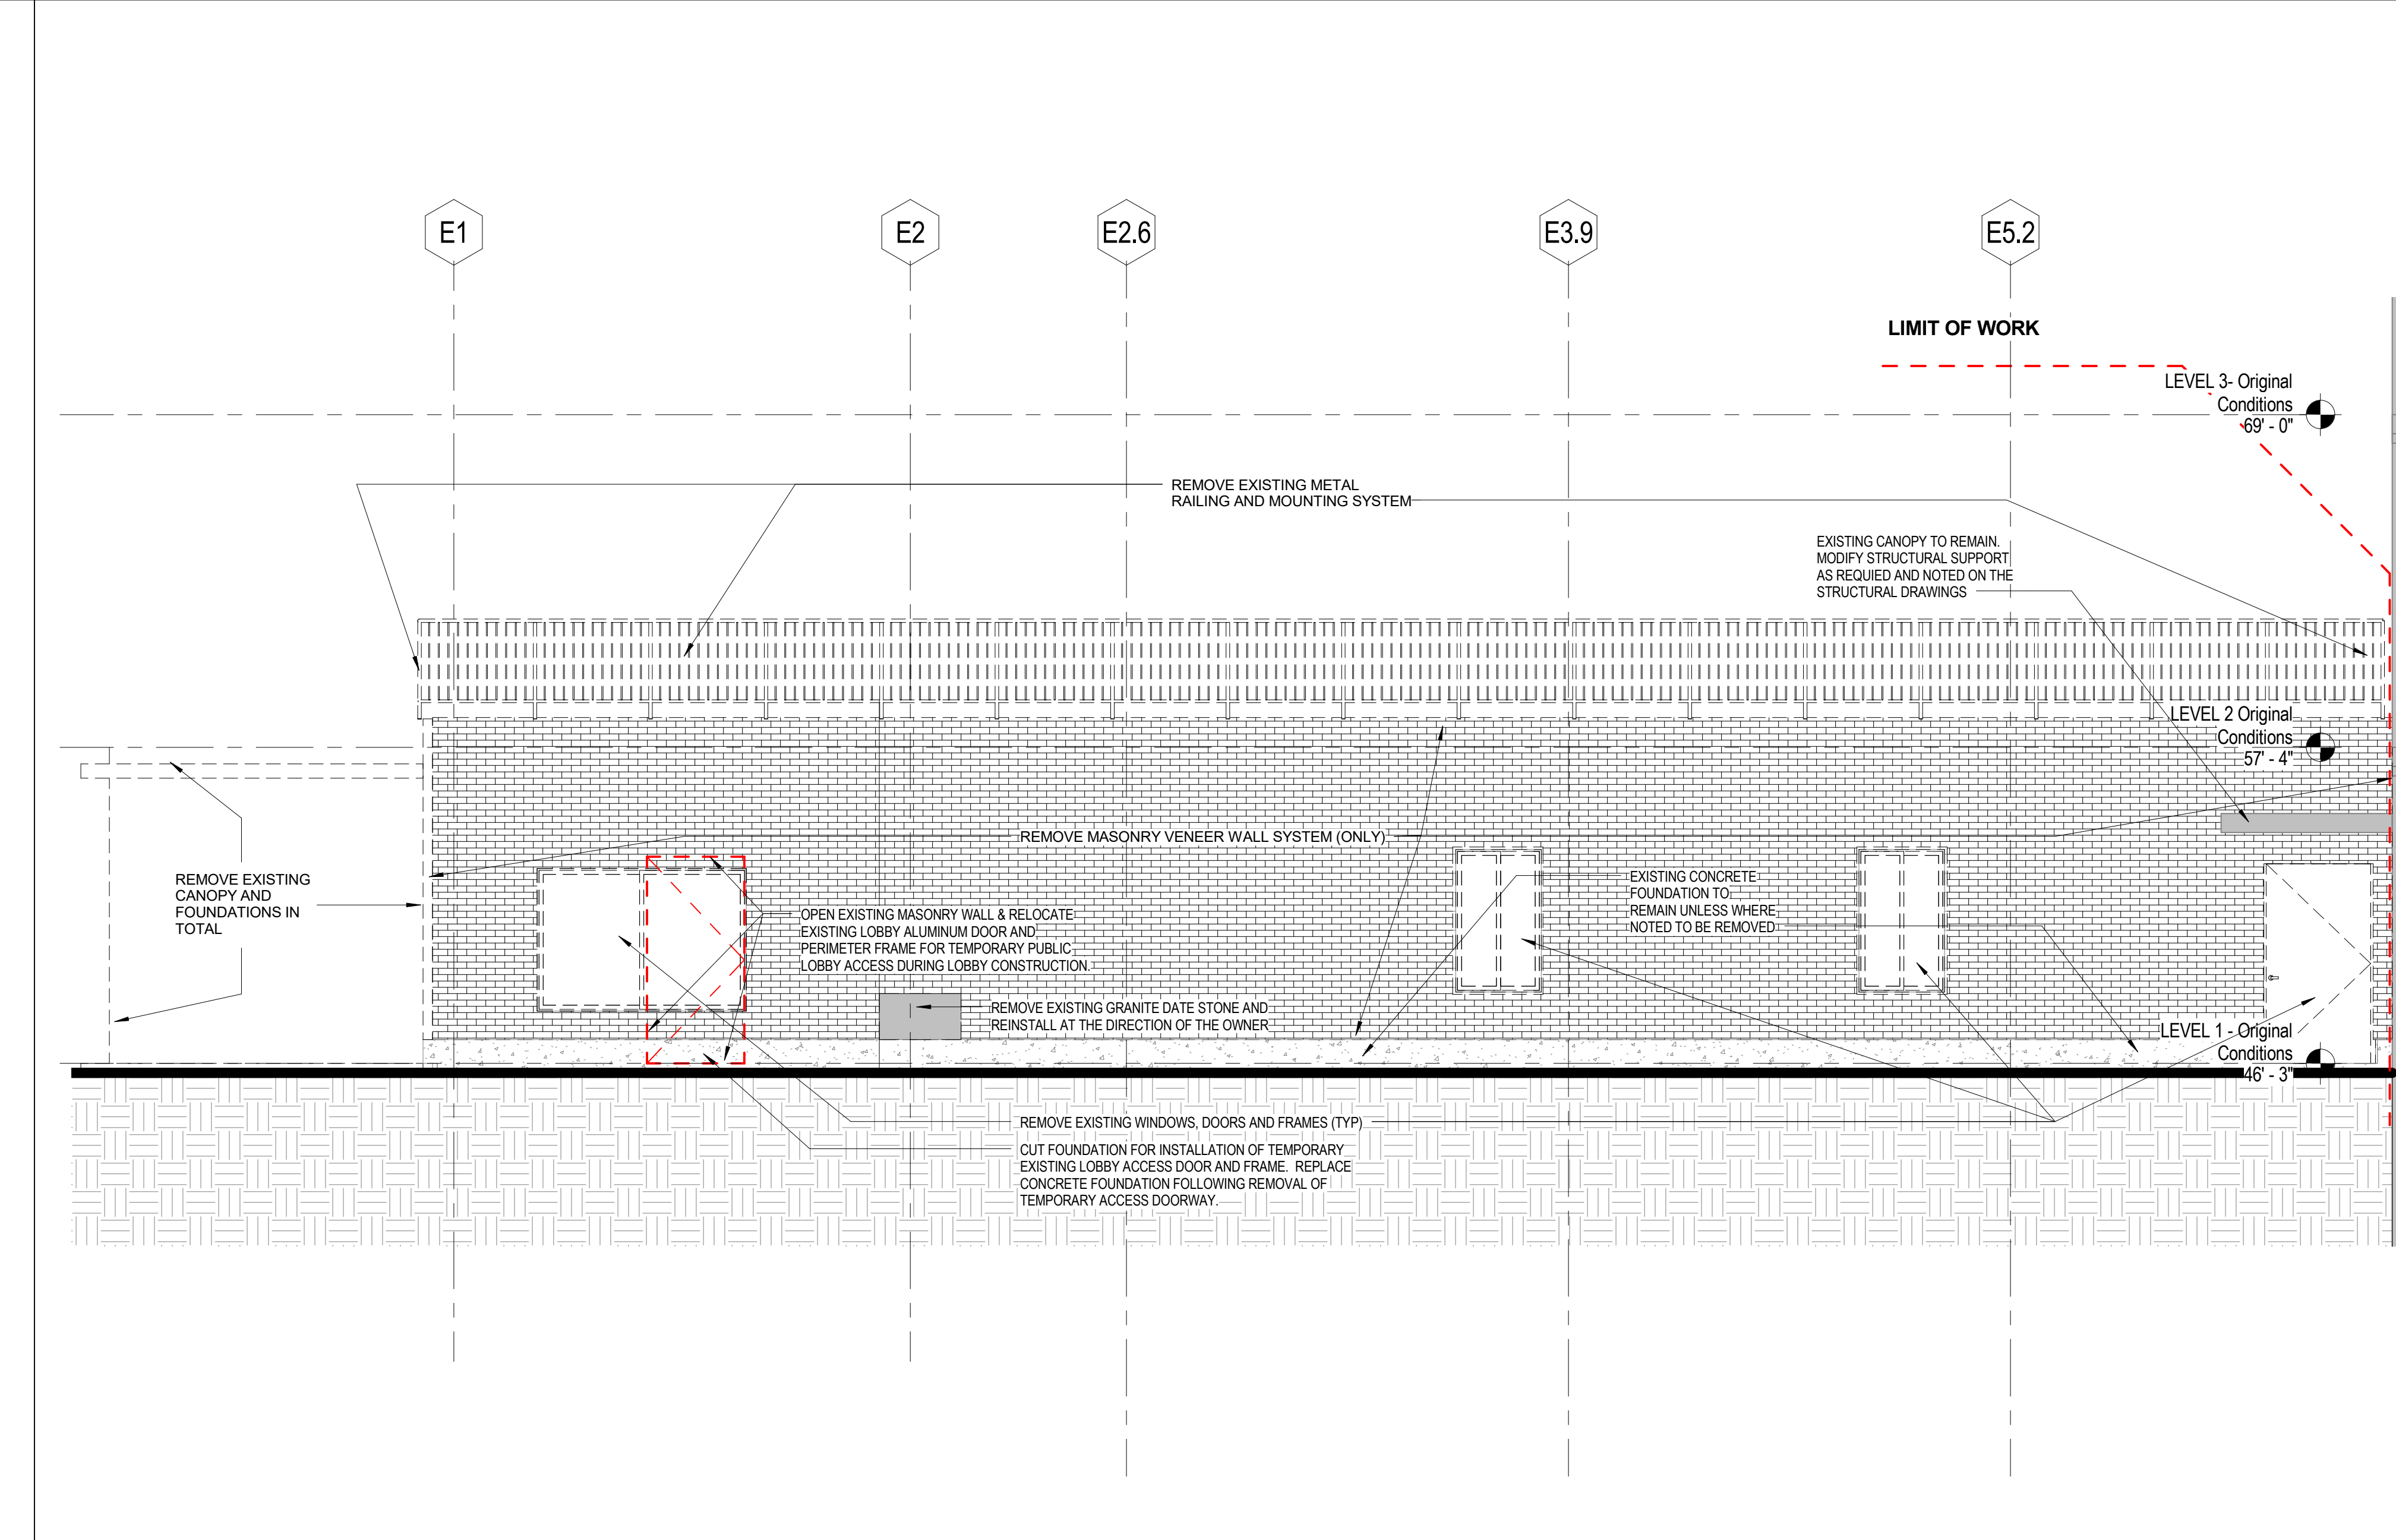 E1
E2
E2.6
E3.9
E5.2
LIMIT OF WORK
LEVEL 3- Original
Conditions
69' - 0"
REMOVE EXISTING METAL
RAILING AND MOUNTING SYSTEM
EXISTING CANOPY TO REMAIN.
MODIFY STRUCTURAL SUPPORT
AS REQUIED AND NOTED ON THE
STRUCTURAL DRAWINGS
LEVEL 2 Original
Conditions
57' - 4"
REMOVE MASONRY VENEER WALL SYSTEM (ONLY)
REMOVE EXISTING
CANOPY AND
FOUNDATIONS IN
TOTAL
EXISTING CONCRETE
FOUNDATION TO
REMAIN UNLESS WHERE
NOTED TO BE REMOVED
OPEN EXISTING MASONRY WALL & RELOCATE
EXISTING LOBBY ALUMINUM DOOR AND
PERIMETER FRAME FOR TEMPORARY PUBLIC
LOBBY ACCESS DURING LOBBY CONSTRUCTION.
REMOVE EXISTING GRANITE DATE STONE AND
REINSTALL AT THE DIRECTION OF THE OWNER
LEVEL 1 - Original
Conditions
46' - 3"
REMOVE EXISTING WINDOWS, DOORS AND FRAMES (TYP)
CUT FOUNDATION FOR INSTALLATION OF TEMPORARY
EXISTING LOBBY ACCESS DOOR AND FRAME. REPLACE
CONCRETE FOUNDATION FOLLOWING REMOVAL OF
TEMPORARY ACCESS DOORWAY.